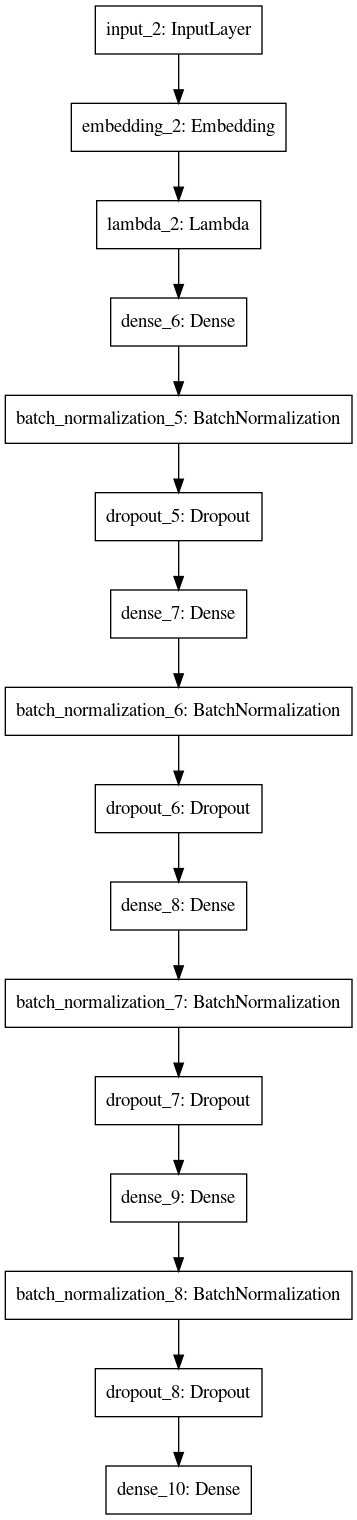 input_2: InputLayer
embedding_2: Embedding
lambda_2: Lambda
dense_6: Dense
batch_normalization_5: BatchNormalization
dropout_5: Dropout
dense_7: Dense
batch_normalization_6: BatchNormalization
dropout_6: Dropout
dense_8: Dense
batch_normalization_7: BatchNormalization
dropout_7: Dropout
dense_9: Dense
batch_normalization_8: BatchNormalization
dropout_8: Dropout
dense_10: Dense